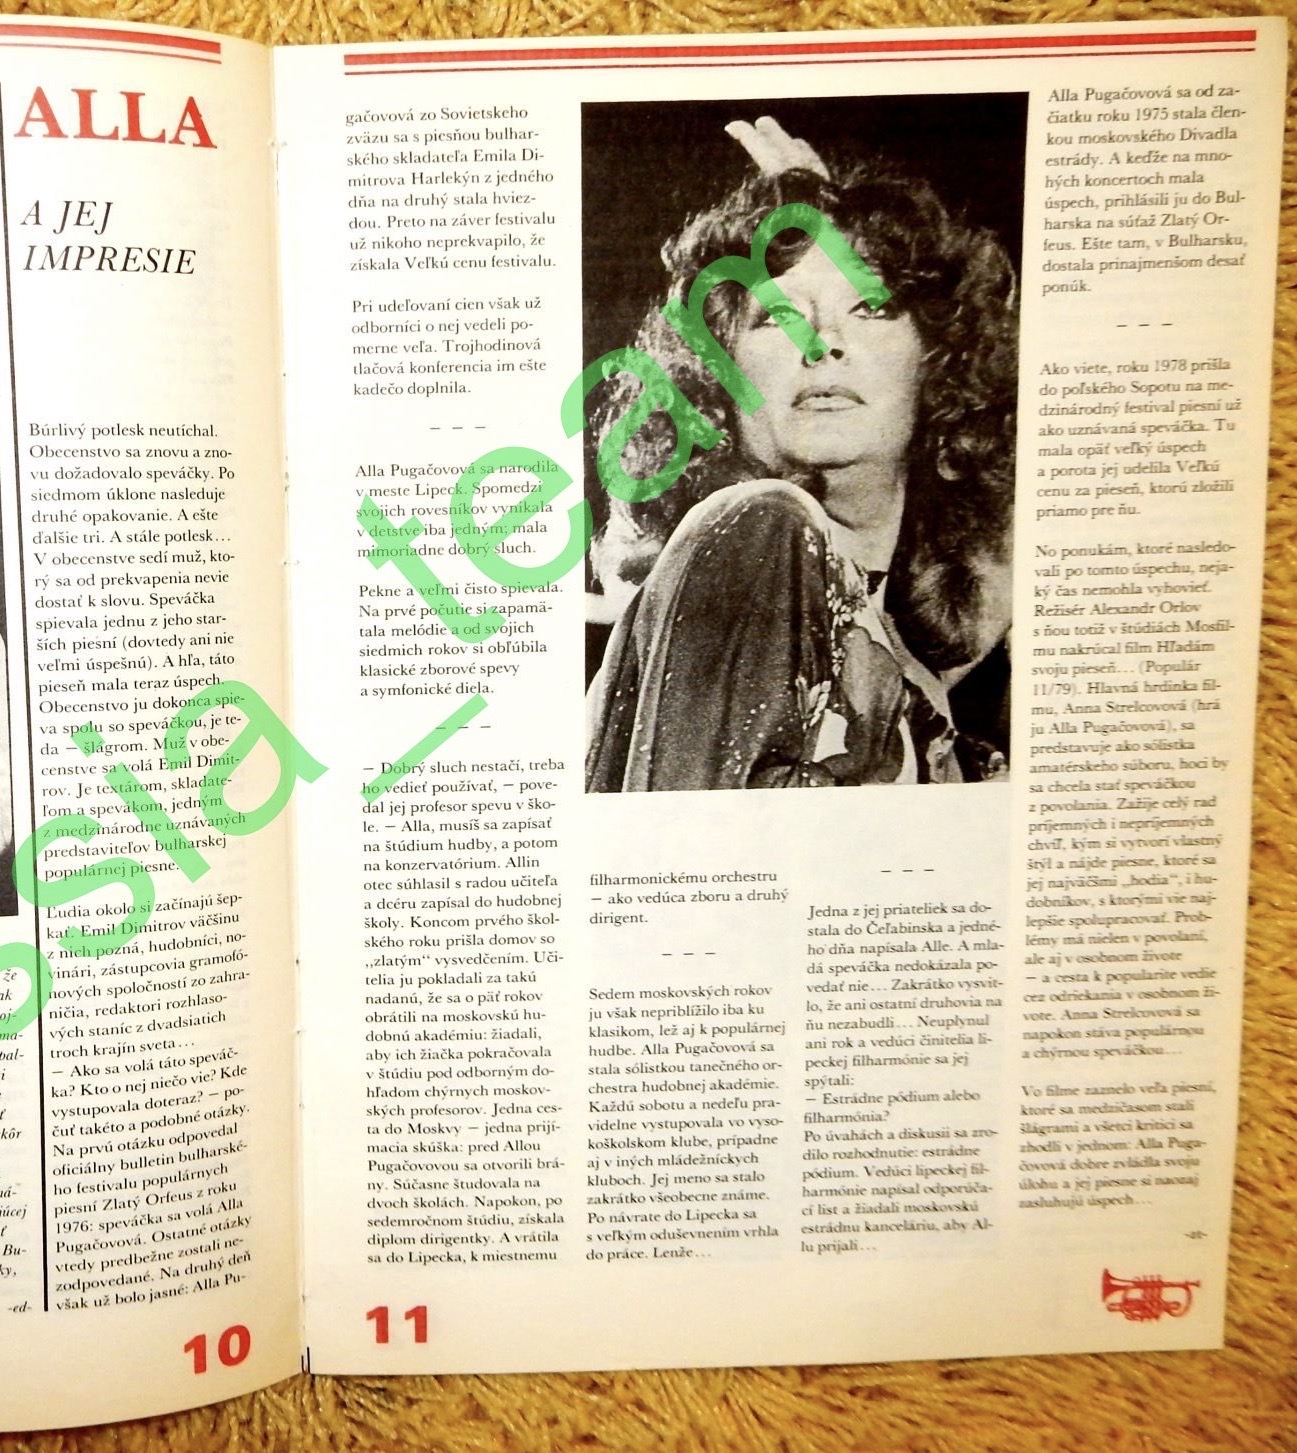 ALLA
A JEJ
IMPRESIE
Búrlivý potlesk neutíchal.
Obecenstvo sa znovu a zno-
vu dožadovalo speváčky. Po
siedmom úklone nasleduje
druhé opakovanie. A ešte
ďalšie tri. A stále potlesk...
V obecenstve sedí muž, kto-
rý sa od prekvapenia nevie
dostať k slovu. Speváčka
spievala jednu z jeho star-
ších piesní (dovtedy ani nie
veľmi úspešnú). A hľa, táto
pieseň mala teraz úspech.
Obecenstvo ju dokonca spie-
va spolu so speváčkou, je te-
da — šlágrom. Muž v obe-
censtve sa volá Emil Dimit-
rov. Je textárom, skladate-
ľom a spevákom, jedným
z medzinárodne uznávaných
predstaviteľov bulharskej
populárnej piesne.
Ľudia okolo si začínajú šep-
kať. Emil Dimitrov väčšinu
z nich pozná, hudobníci, no-
vinári, zástupcovia gramofó-
nových spoločností zo zahra-
ničia, redaktori rozhlaso-
vých staníc z dvadsiatich
troch krajín sveta...
— Ako sa volá táto speváč-
ka? Kto o nej niečo vie? Kde
vystupovala doteraz? — po-
čuť takéto a podobné otázky.
Na prvú otázku odpovedal
oficiálny bulletin bulharské-
ho festivalu populárnych
piesní Zlatý Orfeus z roku
1976: speváčka sa volá Alla
Pugačovová. Ostatné otázky
vtedy predbežne zostali ne-
zodpovedané. Na druhý deň
však už bolo jasné: Alla Pu-
že
ak
oj-
ma-
bal-
i
ť
kôr
ná-
júcej
ť
Bu-
ky,
-ed-
10
gačovová zo Sovietskeho
zväzu sa s piesňou bulhar-
ského skladateľa Emila Di-
mitrova Harlekýn z jedného
dňa na druhý stala hviez-
dou. Preto na záver festivalu
už nikoho neprekvapilo, že
získala Veľkú cenu festivalu.
Pri udeľovaní cien však už
odborníci o nej vedeli po-
merne veľa. Trojhodinová
tlačová konferencia im ešte
kadečo doplnila.
— — —
Alla Pugačovová sa narodila
v meste Lipeck. Spomedzi
svojich rovesníkov vynikala
v detstve iba jedným; mala
mimoriadne dobrý sluch.
Pekne a veľmi čisto spievala.
Na prvé počutie si zapamä-
tala melódie a od svojich
siedmich rokov si obľúbila
klasické zborové spevy
a symfonické diela.
— — —
— Dobrý sluch nestačí, treba
ho vedieť používať, — pove-
dal jej profesor spevu v ško-
le. — Alla, musíš sa zapísať
na štúdium hudby, a potom
na konzervatórium. Allin
otec súhlasil s radou učiteľa
a dcéru zapísal do hudobnej
školy. Koncom prvého škol-
ského roku prišla domov so
„zlatým“ vysvedčením. Uči-
telia ju pokladali za takú
nadanú, že sa o päť rokov
obrátili na moskovskú hu-
dobnú akadémiu: žiadali,
aby ich žiačka pokračovala
v štúdiu pod odborným do-
hľadom chýrnych moskov-
ských profesorov. Jedna ces-
ta do Moskvy — jedna prijí-
macia skúška: pred Allou
Pugačovovou sa otvorili brá-
ny. Súčasne študovala na
dvoch školách. Napokon, po
sedemročnom štúdiu, získala
diplom dirigentky. A vrátila
sa do Lipecka, k miestnemu
filharmonickému orchestru
— ako vedúca zboru a druhý
dirigent.
— — —
Sedem moskovských rokov
ju však nepriblížilo iba ku
klasikom, lež aj k populárnej
hudbe. Alla Pugačovová sa
stala sólistkou tanečného or-
chestra hudobnej akadémie.
Každú sobotu a nedeľu pra-
videlne vystupovala vo vyso-
koškolskom klube, prípadne
aj v iných mládežníckych
kluboch. Jej meno sa stalo
zakrátko všeobecne známe.
Po návrate do Lipecka sa
s veľkým oduševnením vrhla
do práce. Lenže...
— — —
Jedna z jej priateliek sa do-
stala do Čeľabinska a jedné-
ho dňa napísala Alle. A mla-
dá speváčka nedokázala po-
vedať nie... Zakrátko vysvit-
lo, že ani ostatní druhovia na
ňu nezabudli... Neuplynul
ani rok a vedúci činitelia li-
peckej filharmónie sa jej
spýtali:
— Estrádne pódium alebo
filharmónia?
Po úvahách a diskusii sa zro-
dilo rozhodnutie: estrádne
pódium. Vedúci lipeckej fil-
harmónie napísal odporúča-
cí list a žiadali moskovskú
estrádnu kanceláriu, aby Al-
lu prijali...
Alla Pugačovová sa od za-
čiatku roku 1975 stala člen-
kou moskovského Divadla
estrády. A keďže na mno-
hých koncertoch mala
úspech, prihlásili ju do Bul-
harska na súťaž Zlatý Or-
feus. Ešte tam, v Bulharsku,
dostala prinajmenšom desať
ponúk.
— — —
Ako viete, roku 1978 prišla
do poľského Sopotu na me-
dzinárodný festival piesní už
ako uznávaná speváčka. Tu
mala opäť veľký úspech
a porota jej udelila Veľkú
cenu za pieseň, ktorú zložili
priamo pre ňu.
No ponukám, ktoré nasledo-
vali po tomto úspechu, neja-
ký čas nemohla vyhovieť.
Režisér Alexandr Orlov
s ňou totiž v štúdiách Mosfil-
mu nakrúcal film Hľadám
svoju pieseň... (Populár
11/79). Hlavná hrdinka fil-
mu, Anna Strelcovová (hrá
ju Alla Pugačovová), sa
predstavuje ako sólistka
amatérskeho súboru, hoci by
sa chcela stať speváčkou
z povolania. Zažije celý rad
príjemných i nepríjemných
chvíľ, kým si vytvorí vlastný
štýl a nájde piesne, ktoré sa
jej najväčšmi „hodia“, i hu-
dobníkov, s ktorými vie naj-
lepšie spolupracovať. Prob-
lémy má nielen v povolaní,
ale aj v osobnom živote
— a cesta k popularite vedie
cez odriekania v osobnom ži-
vote. Anna Strelcovová sa
napokon stáva populárnou
a chýrnou speváčkou...
Vo filme zaznelo veľa piesní,
ktoré sa medzičasom stali
šlágrami a všetci kritici sa
zhodli v jednom: Alla Puga-
čovová dobre zvládla svoju
úlohu a jej piesne si naozaj
zasluhujú úspech...
11
ssia_team